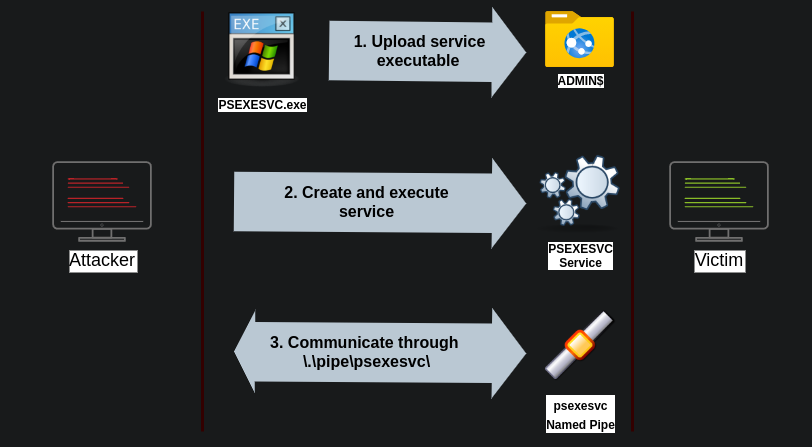 EXE
1. Upload service
executable
PSEXESVC.exe
ADMIN$
2. Create and execute
service
PSEXESVC
Service
Attacker
Victim
3. Communicate through
\.\pipe\psexesvc\
psexesvc
Named Pipe